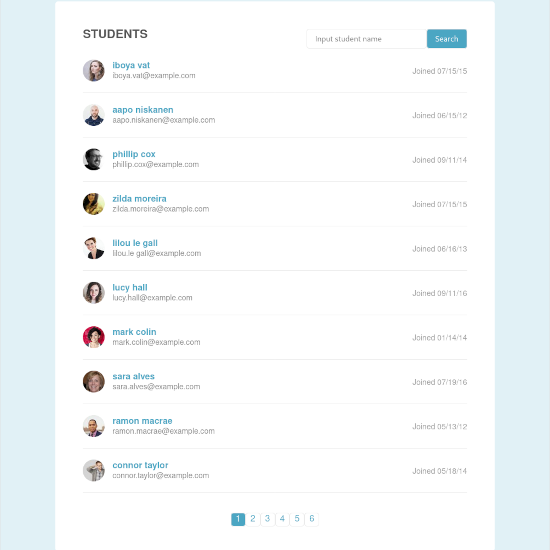 STUDENTS
Input student name
Search
iboya vat
iboya.vat@example.com
Joined 07/15/15
aapo niskanen
aapo.niskanen@example.com
Joined 06/15/12
phillip cox
phillip.cox@example.com
Joined 09/11/14
zilda moreira
zilda.moreira@example.com
Joined 07/15/15
lilou le gall
lilou.le gall@example.com
Joined 06/16/13
lucy hall
lucy.hall@example.com
Joined 09/11/16
mark colin
mark.colin@example.com
Joined 01/14/14
sara alves
sara.alves@example.com
Joined 07/19/16
ramon macrae
ramon.macrae@example.com
Joined 05/13/12
connor taylor
connor.taylor@example.com
Joined 05/18/14
1 2 3 4 5 6